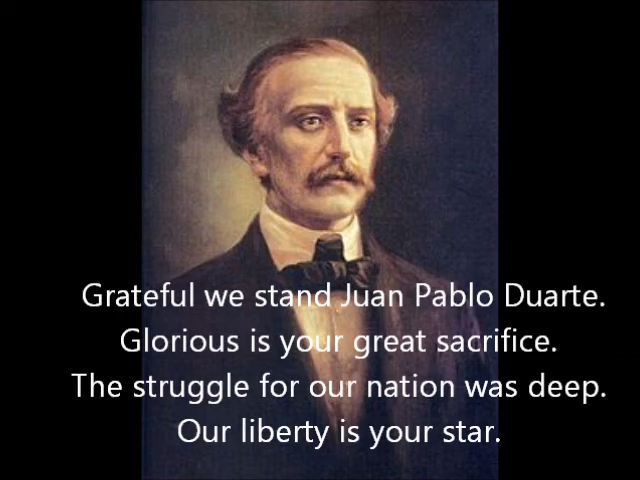 Grateful we stand Juan Pablo Duarte.
Glorious is your great sacrifice.
The struggle for our nation was deep.
Our liberty is your star.